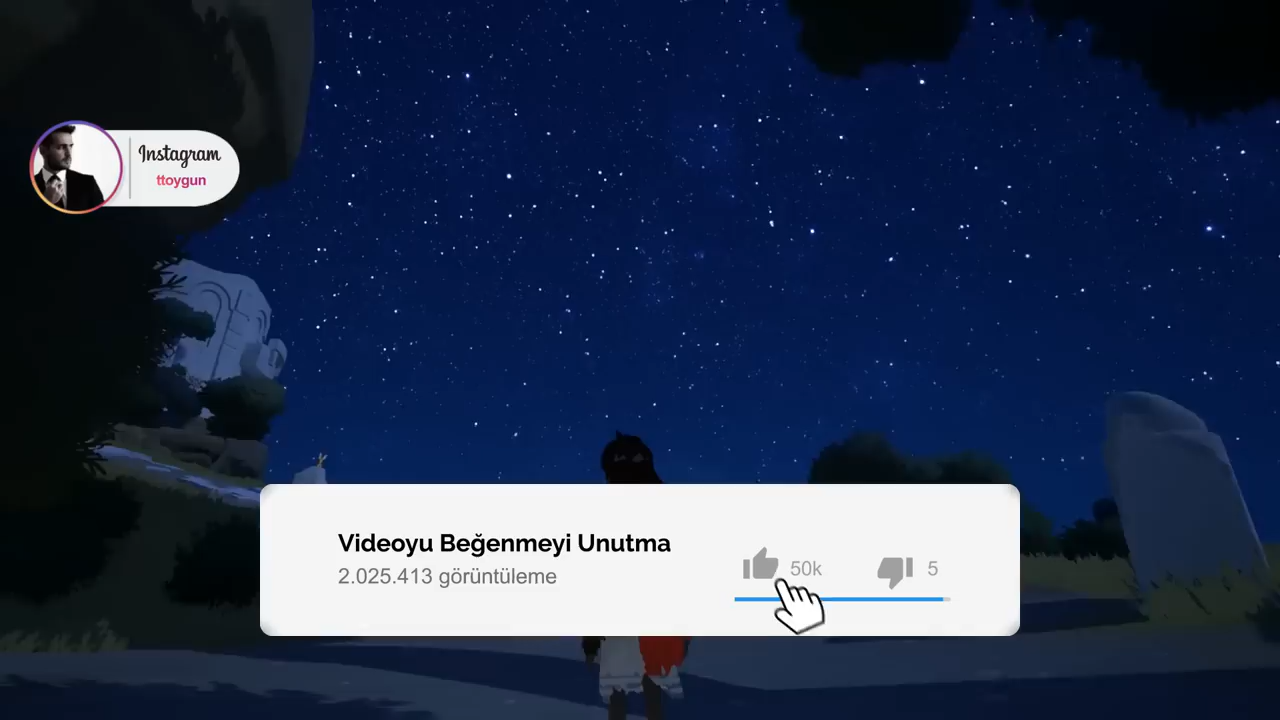 Instagram
ttoygun
Videoyu Beğenmeyi Unutma
2.025.413 görüntüleme
50k
5